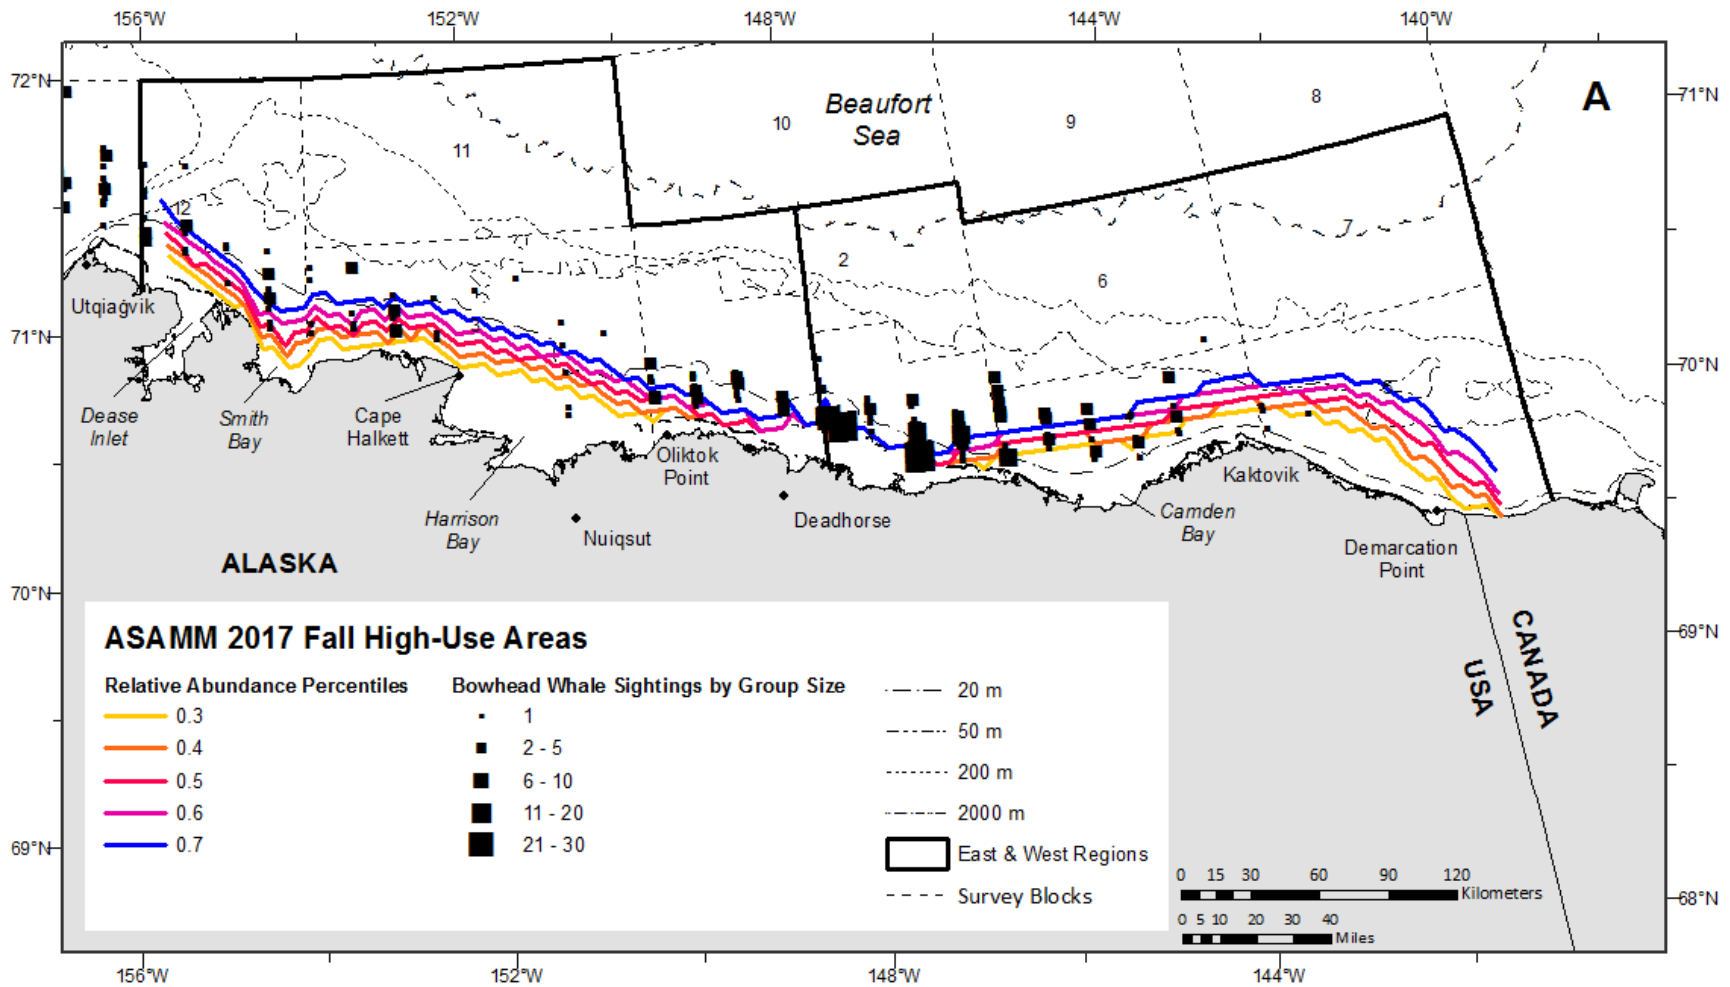 156°W
152°W
148°W
144°W
140°W
72°N
71°N
70°N
69°N
71°N
70°N
69°N
68°N
A
Beaufort
Sea
8
9
10
11
12
7
2
6
Utqiaġvik
Dease
Inlet
Smith
Bay
Cape
Halkett
Harrison
Bay
Oliktok
Point
Nuiqsut
Deadhorse
Kaktovik
Camden
Bay
Demarcation
Point
ALASKA
CANADA
USA
ASAMM 2017 Fall High-Use Areas
Relative Abundance Percentiles
0.3
0.4
0.5
0.6
0.7
Bowhead Whale Sightings by Group Size
1
2 - 5
6 - 10
11 - 20
21 - 30
20 m
50 m
200 m
2000 m
East & West Regions
Survey Blocks
0 15 30 60 90 120
Kilometers
0 5 10 20 30 40
Miles
156°W
152°W
148°W
144°W